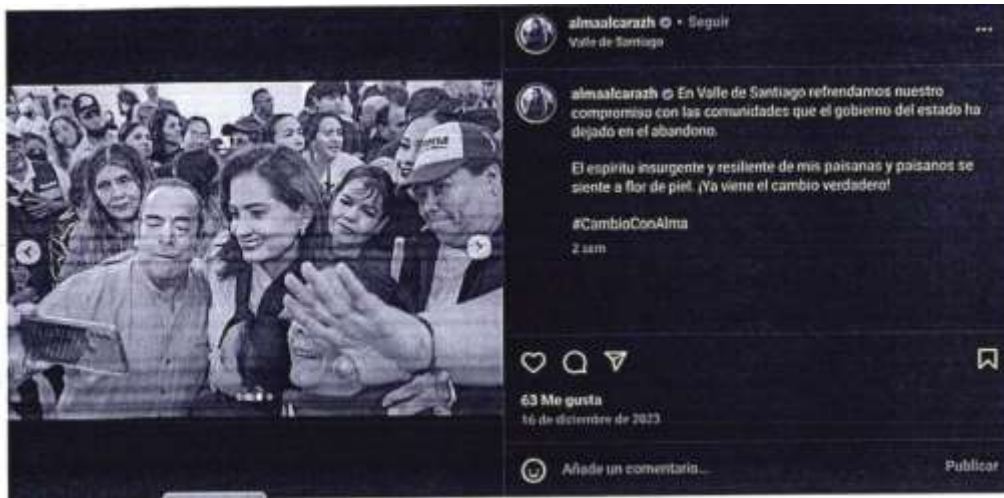 almaalcarazh • Seguir
Valle de Santiago
almaalcarazh En Valle de Santiago refrendamos nuestro
compromiso con las comunidades que el gobierno del estado ha
dejado en el abandono.
El espíritu insurgente y resiliente de mis paisanas y paisanos se
siente a flor de piel. ¡Ya viene el cambio verdadero!
#CambioConAlma
2 sem
63 Me gusta
16 de diciembre de 2023
Añade un comentario...
Publicar